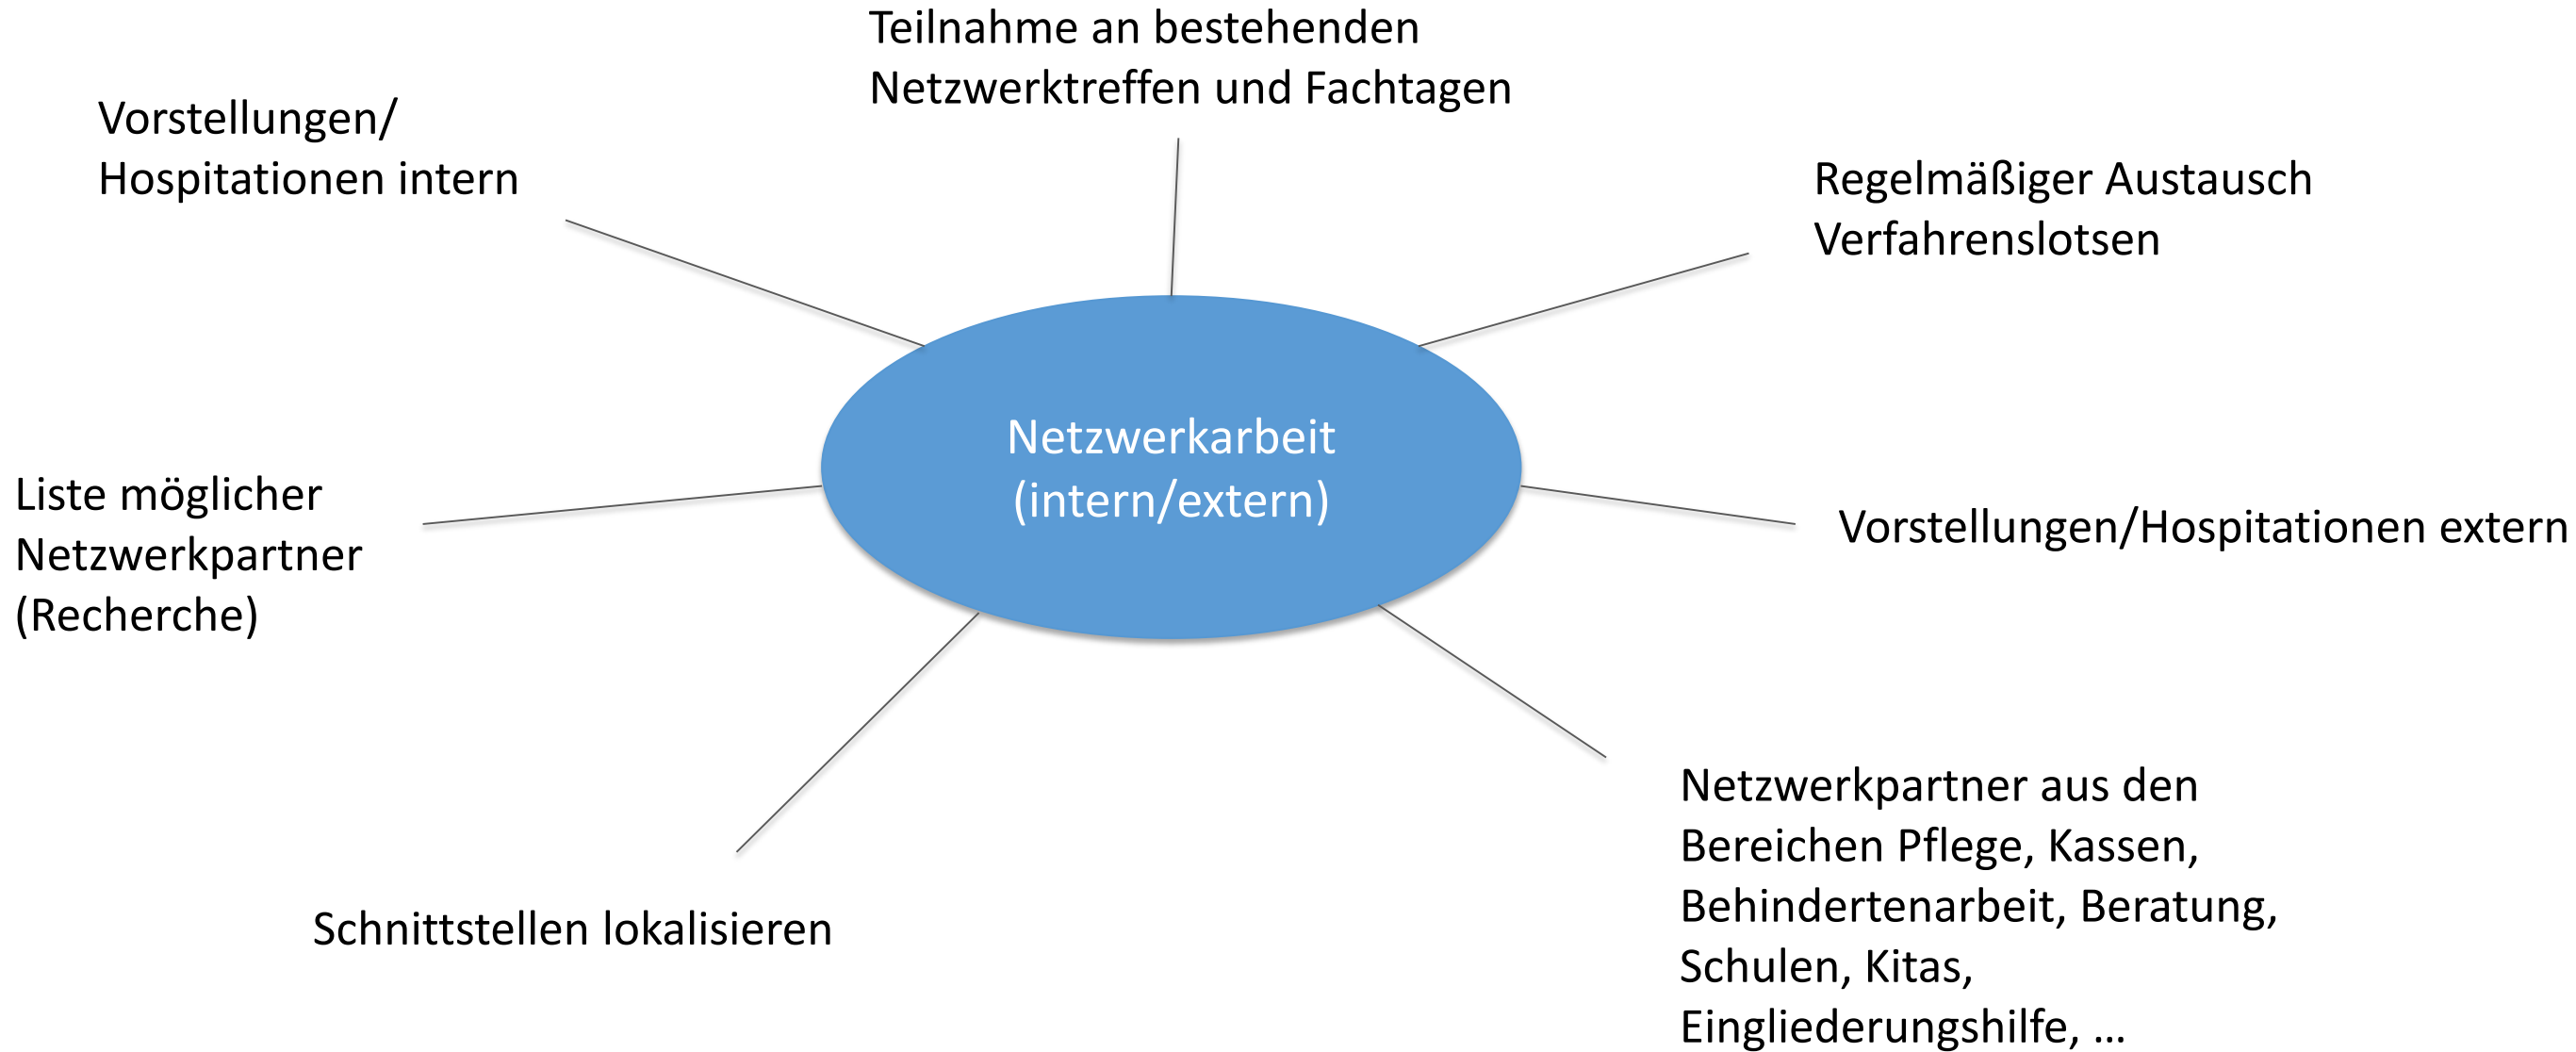 Teilnahme an bestehenden
Netzwerktreffen und Fachtagen
Vorstellungen/
Hospitationen intern
Regelmäßiger Austausch
Verfahrenslotsen
Netzwerkarbeit
(intern/extern)
Liste möglicher
Netzwerkpartner
(Recherche)
Vorstellungen/Hospitationen extern
Schnittstellen lokalisieren
Netzwerkpartner aus den
Bereichen Pflege, Kassen,
Behindertenarbeit, Beratung,
Schulen, Kitas,
Eingliederungshilfe, …